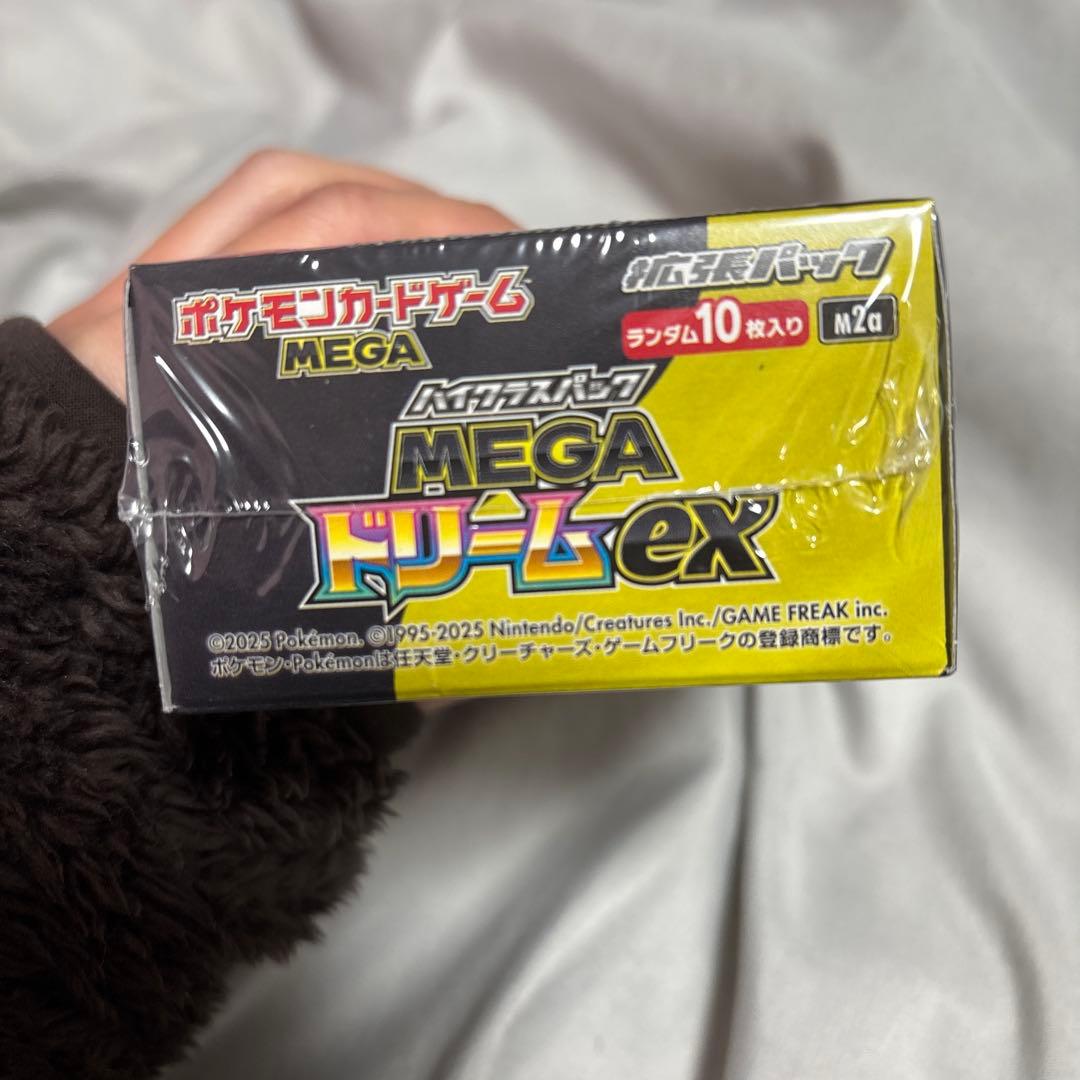 ポケモンカードゲーム
MEGA
拡張パック
ランダム10枚入り
M2a
ハイクラスパック
MEGA
ドリームex
©2025 Pokémon. ©1995-2025 Nintendo/Creatures Inc./GAME FREAK inc.
ポケモン・Pokémonは任天堂・クリーチャーズ・ゲームフリークの登録商標です。